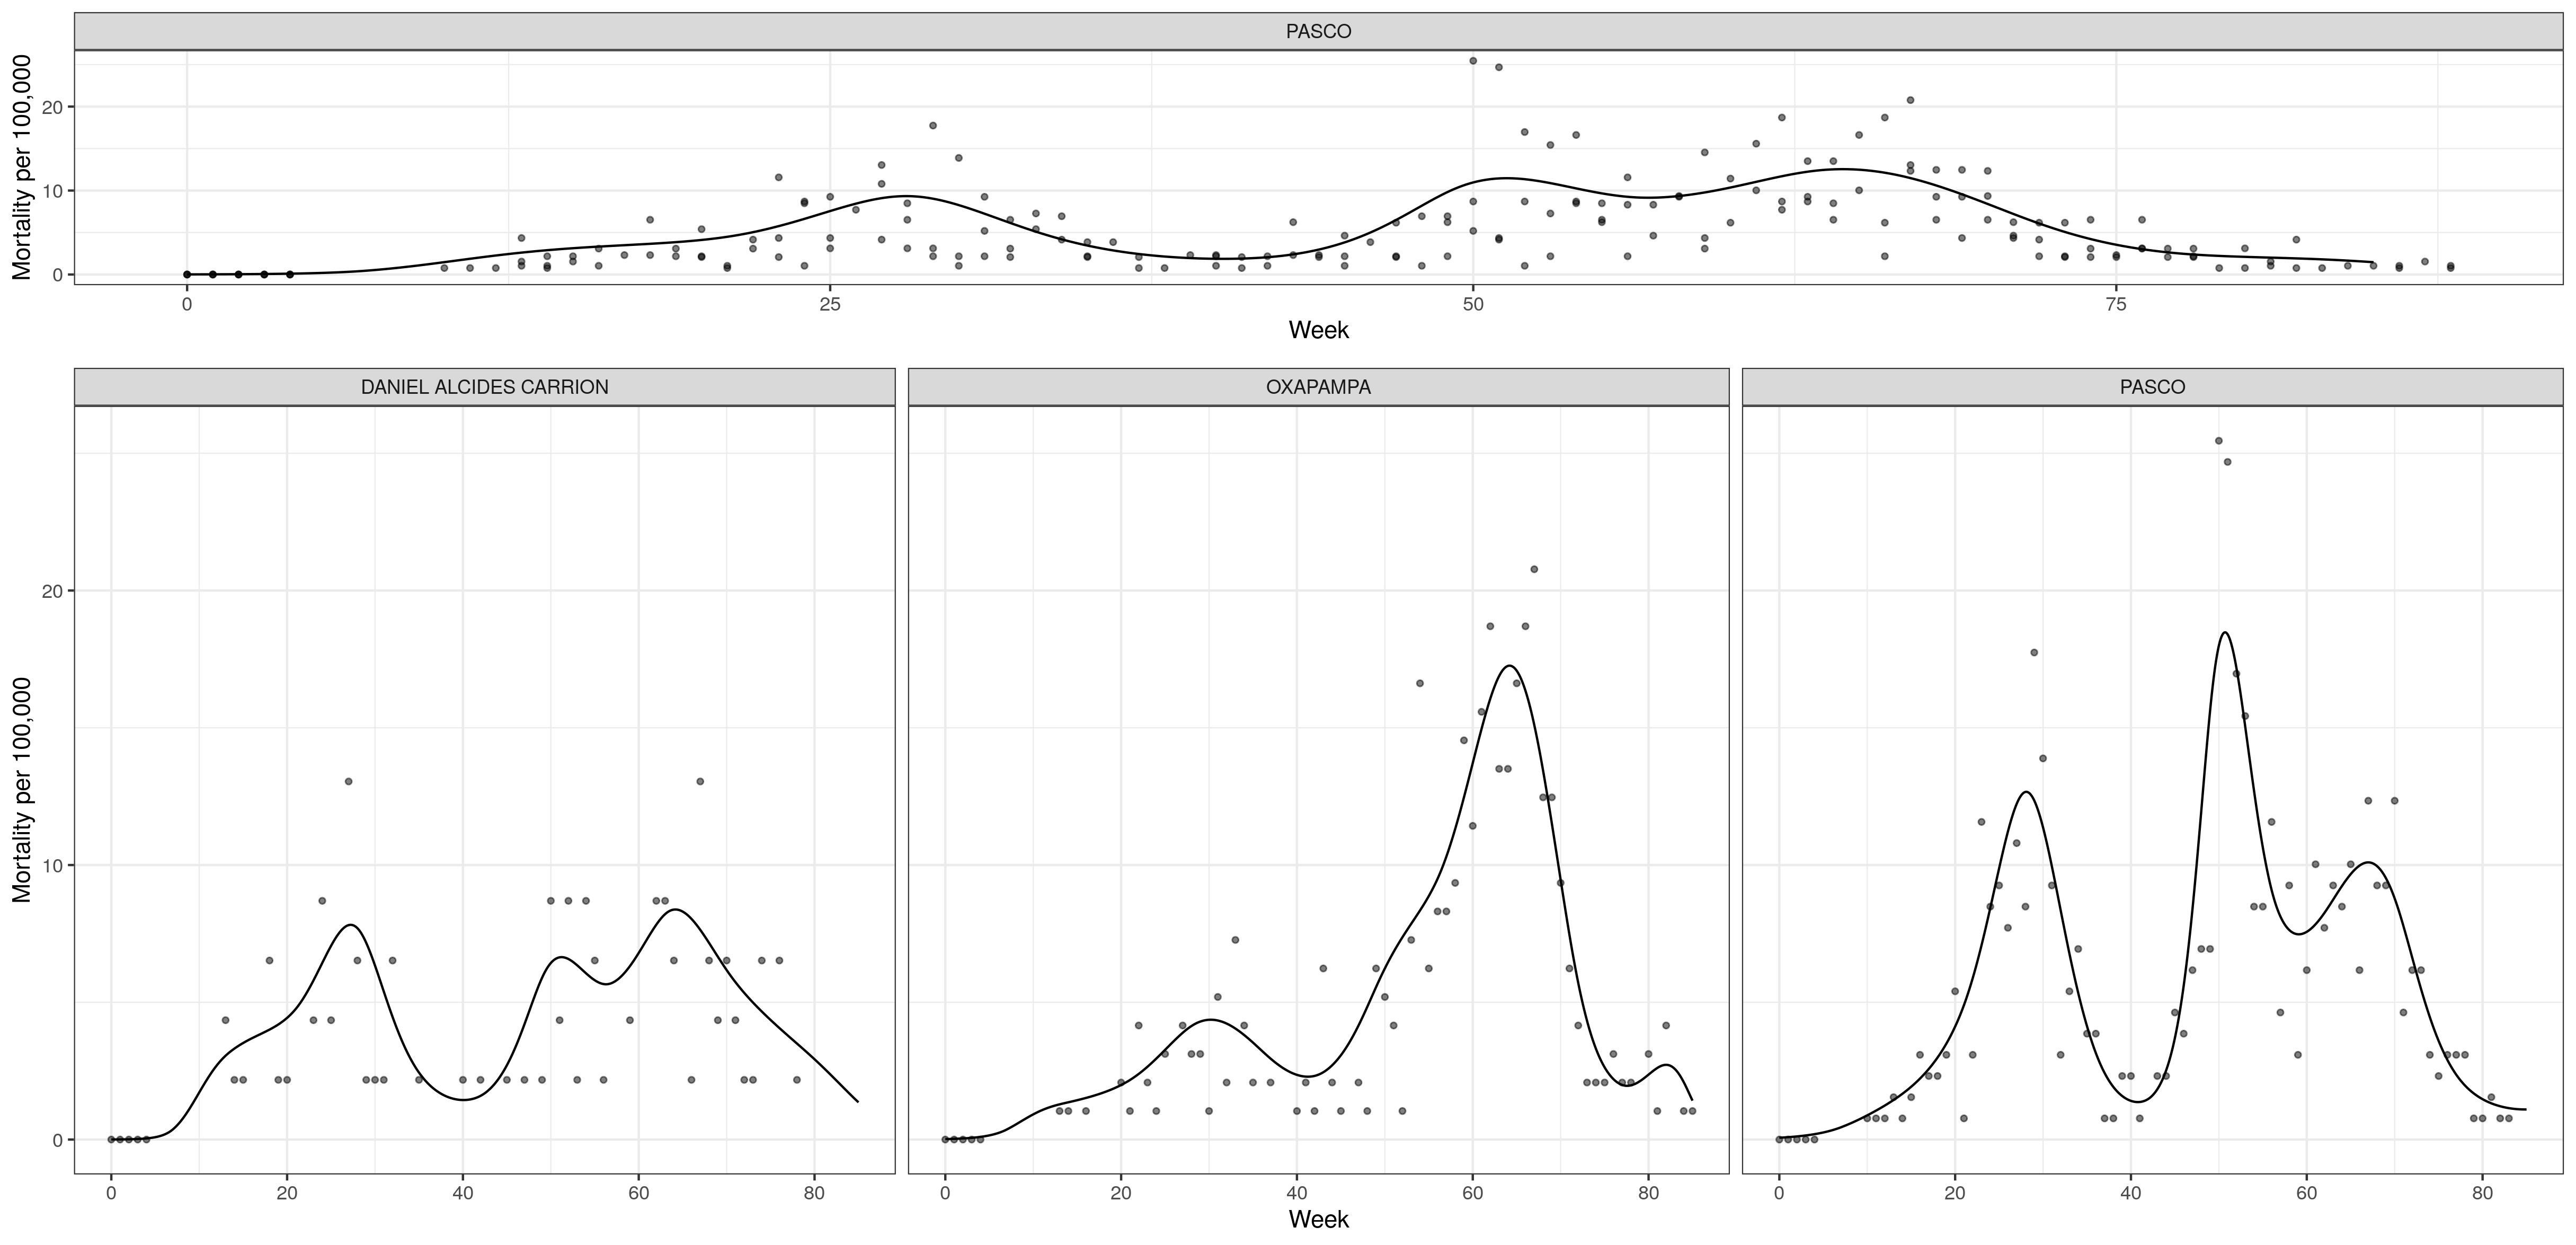 PASCO
Mortality per 100,000
20
10
0
0 25 50 75
Week
DANIEL ALCIDES CARRION OXAPAMPA PASCO
Mortality per 100,000
20
10
0
0 20 40 60 80 0 20 40 60 80 0 20 40 60 80
Week